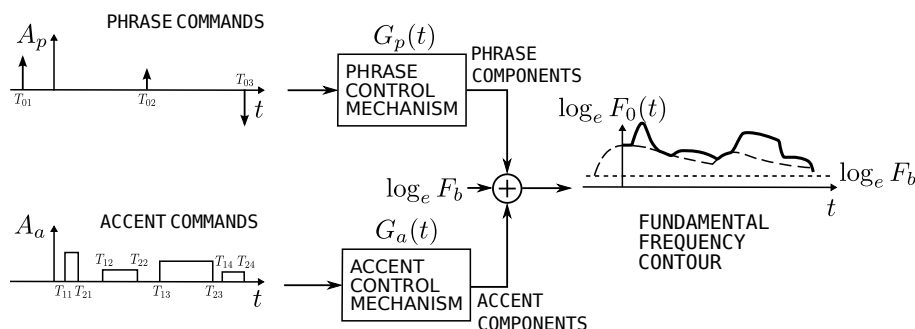 PHRASE COMMANDS
A_p
T_01
T_02
T_03
t
G_p(t)
PHRASE
CONTROL
MECHANISM
PHRASE
COMPONENTS
log_e F_b
log_e F_0(t)
log_e F_b
t
FUNDAMENTAL
FREQUENCY
CONTOUR
ACCENT COMMANDS
A_a
T_11
T_21
T_12
T_22
T_13
T_23
T_14
T_24
t
G_a(t)
ACCENT
CONTROL
MECHANISM
ACCENT
COMPONENTS